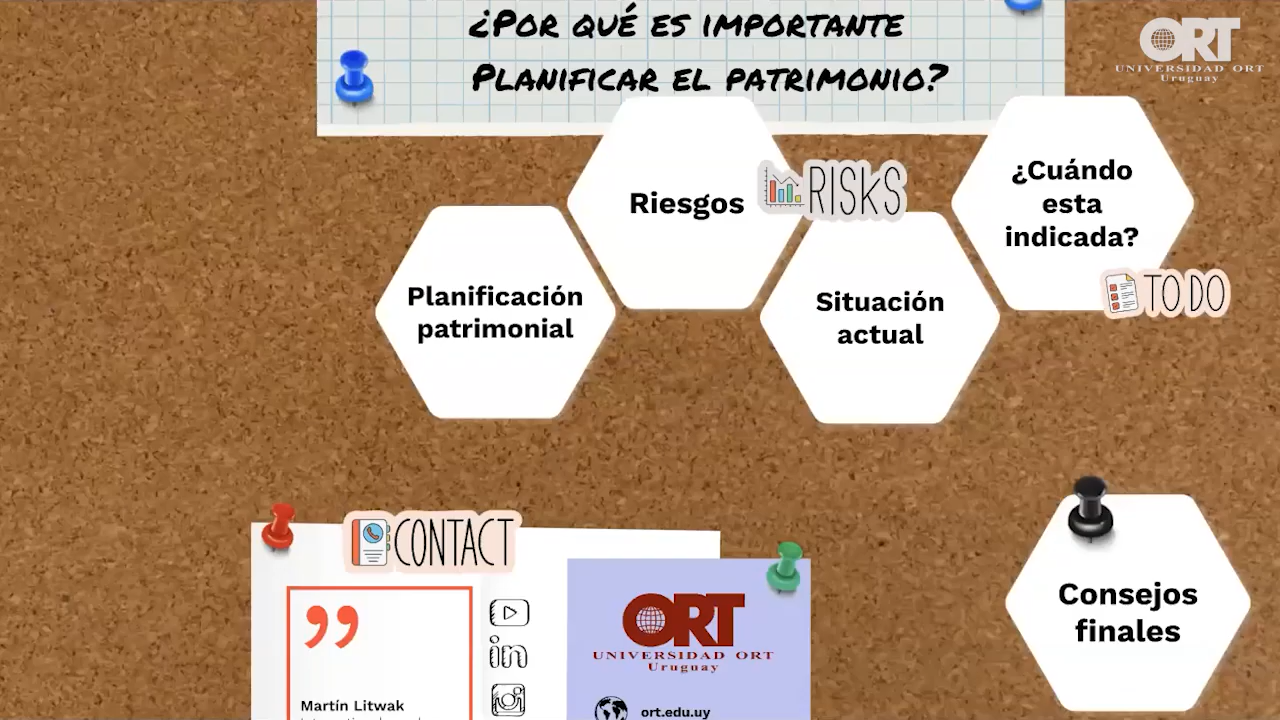 ¿POR QUÉ ES IMPORTANTE
PLANIFICAR EL PATRIMONIO?
ORT
UNIVERSIDAD ORT
Uruguay
Riesgos
RISKS
¿Cuándo
esta
indicada?
TO DO
Planificación
patrimonial
Situación
actual
CONTACT
Consejos
finales
ORT
UNIVERSIDAD ORT
Uruguay
in
Martín Litwak
ort.edu.uy